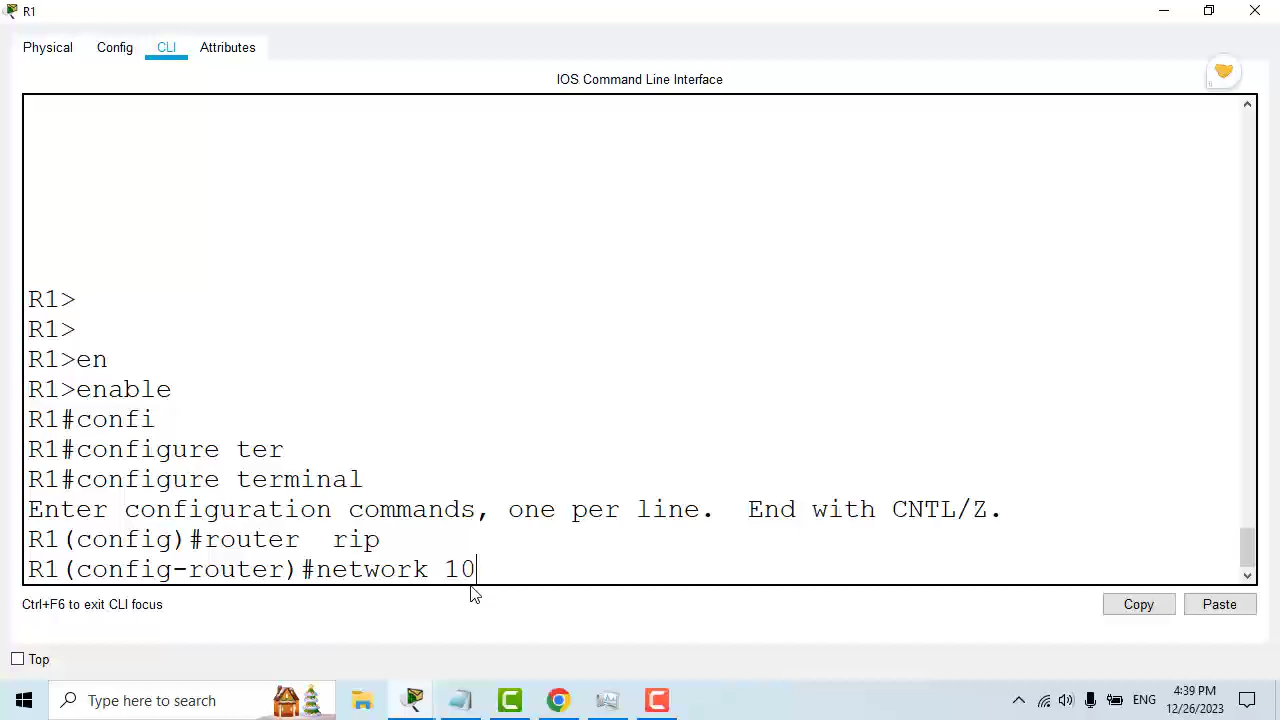 R1
Physical
Config
CLI
Attributes
IOS Command Line Interface
R1>
R1>
R1>en
R1>enable
R1#confi
R1#configure ter
R1#configure terminal
Enter configuration commands, one per line.  End with CNTL/Z.
R1(config)#router  rip
R1(config-router)#network 10
Ctrl+F6 to exit CLI focus
Copy
Paste
Top
Type here to search
ENG
4:39 PM
12/26/2023